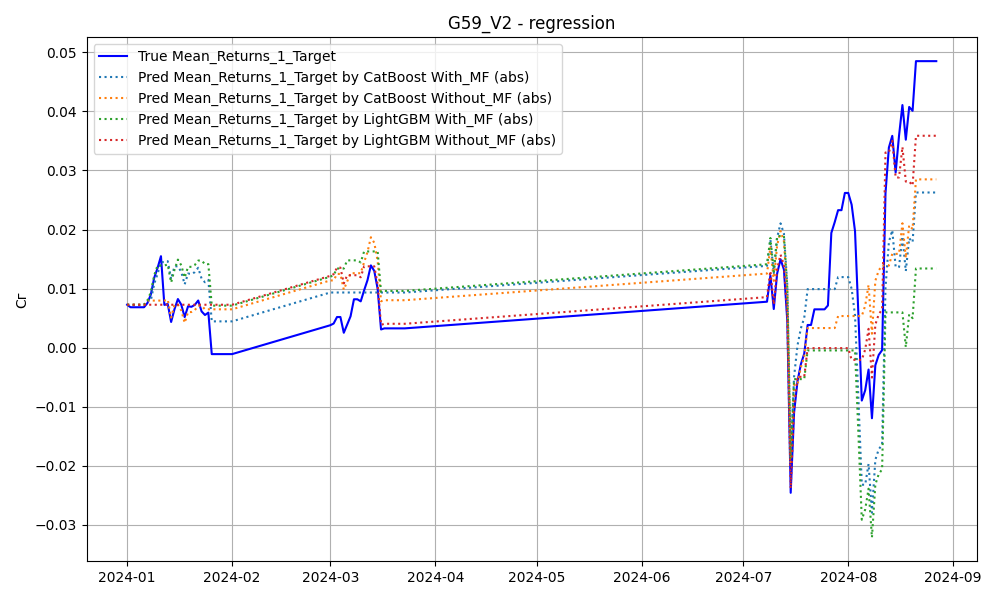 G59_V2 - regression
True Mean_Returns_1_Target
Pred Mean_Returns_1_Target by CatBoost With_MF (abs)
Pred Mean_Returns_1_Target by CatBoost Without_MF (abs)
Pred Mean_Returns_1_Target by LightGBM With_MF (abs)
Pred Mean_Returns_1_Target by LightGBM Without_MF (abs)
0.05
0.04
0.03
0.02
0.01
0.00
−0.01
−0.02
−0.03
Cr
2024-01 2024-02 2024-03 2024-04 2024-05 2024-06 2024-07 2024-08 2024-09